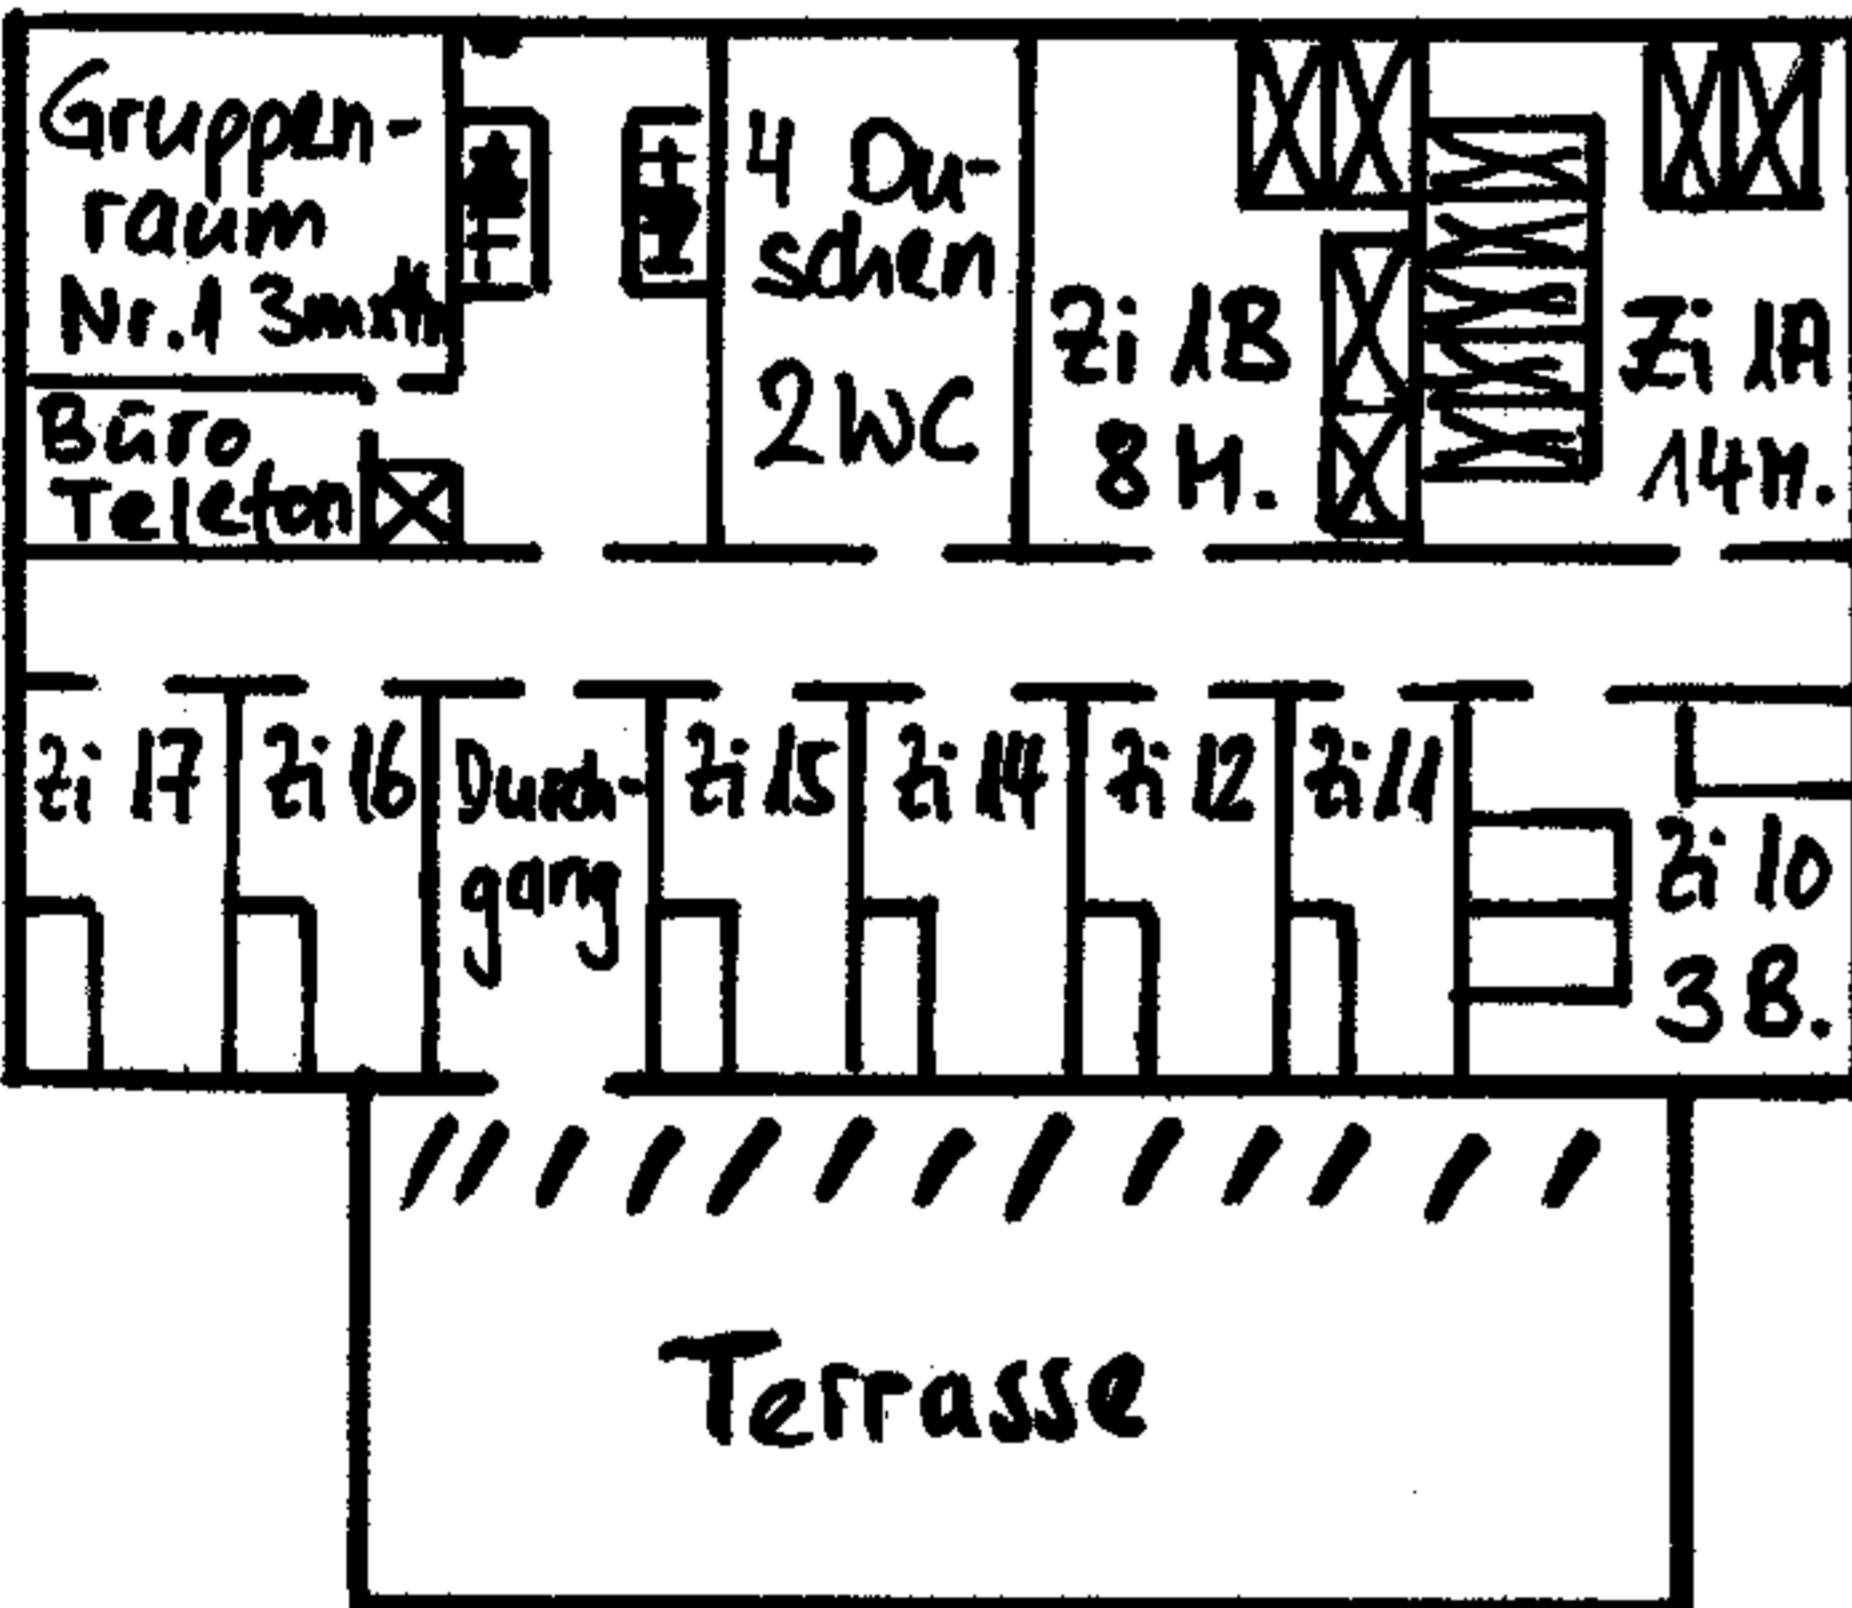 Gruppen-
raum
Nr.1
Büro
Telefon
4 Du-
schen
2 WC
Zi 1B
8 M.
Zi 1A
14 M.
Zi 17
Zi 16
Durch-
gang
Zi 15
Zi 14
Zi 12
Zi 11
Zi 10
3 B.
Terrasse